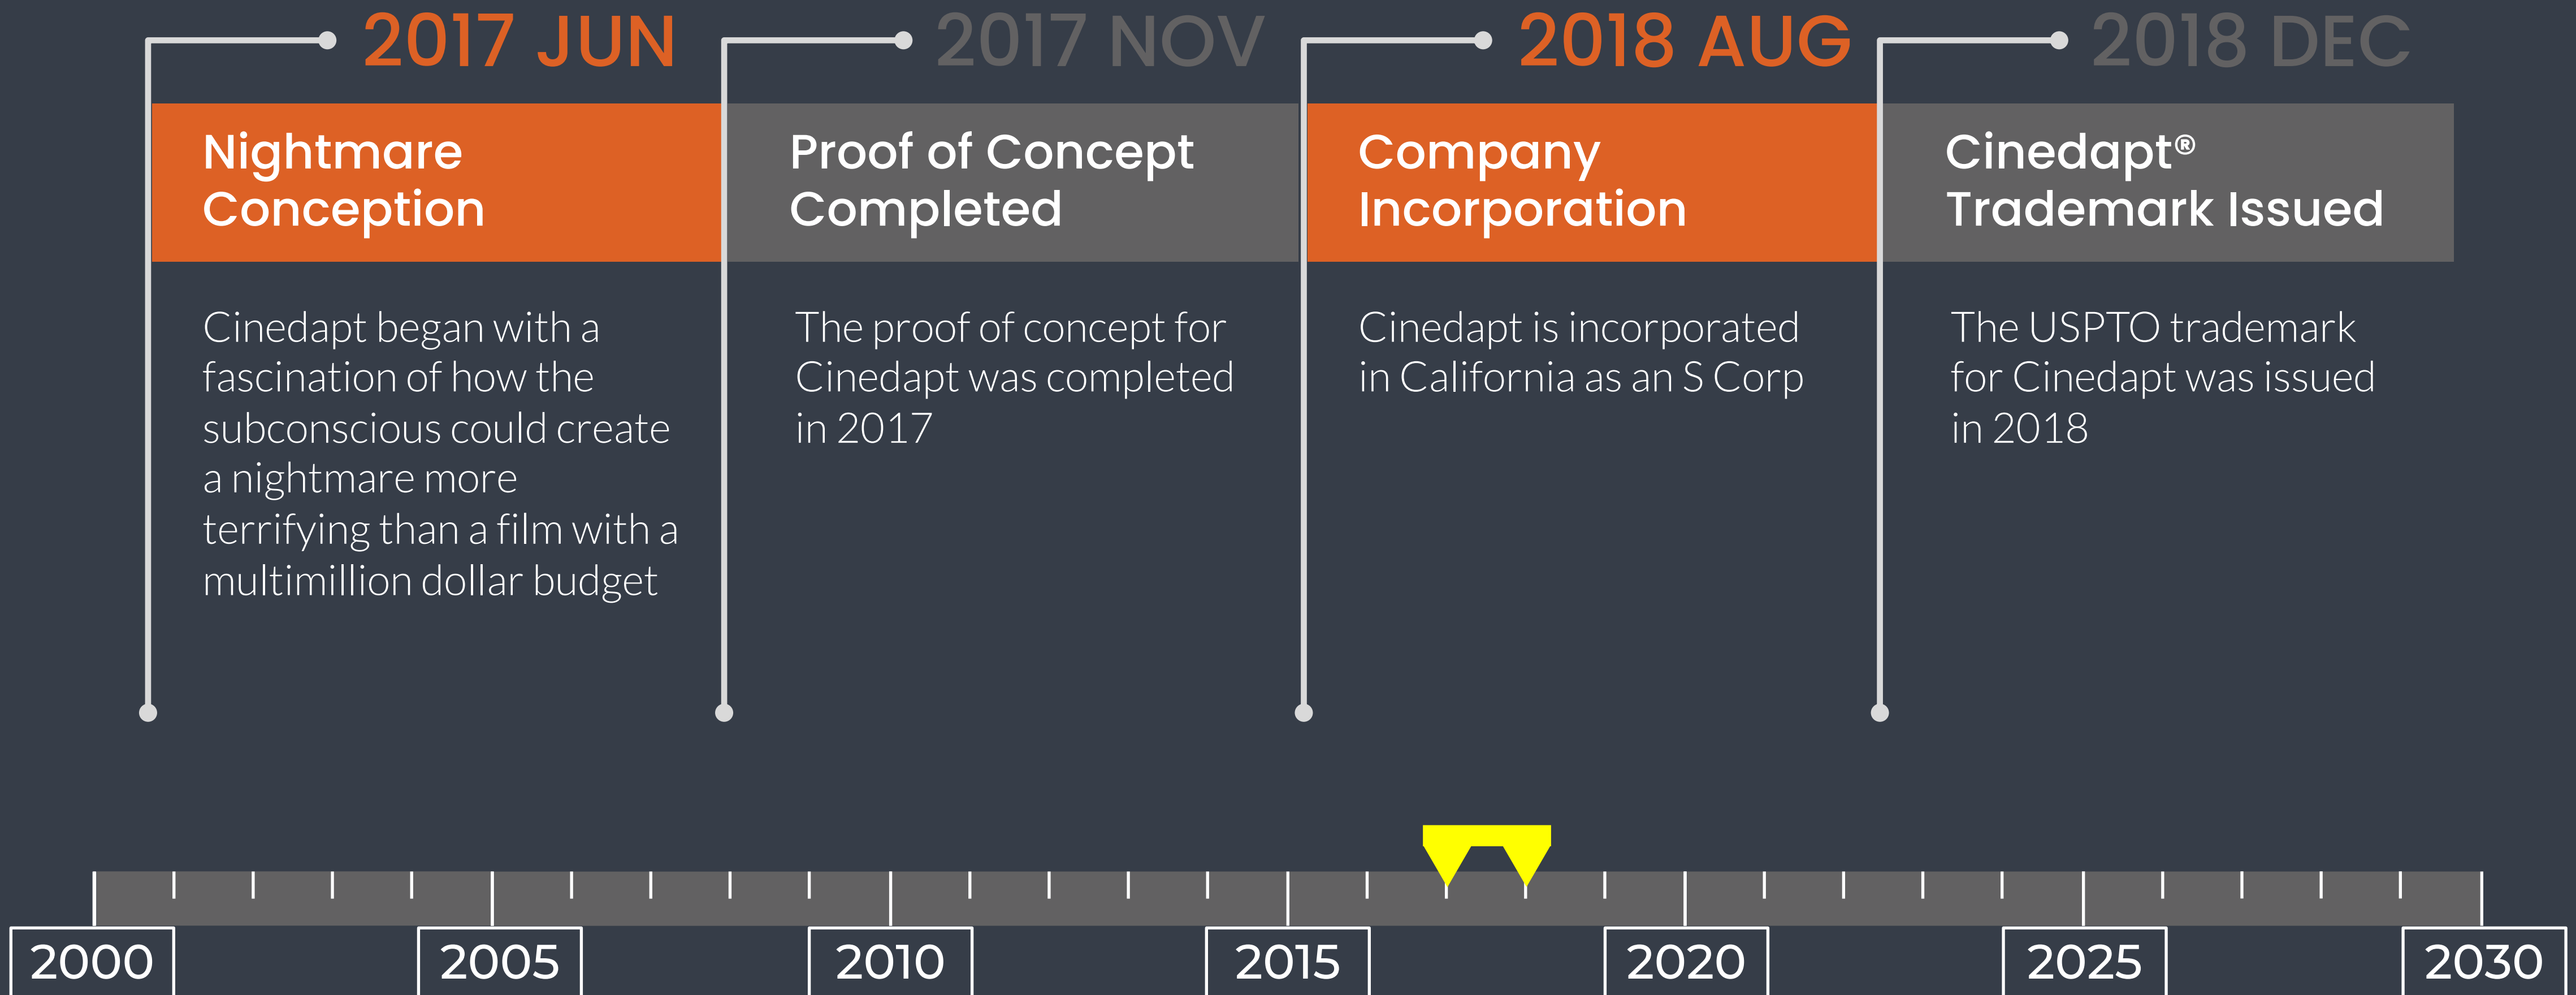 2017 JUN
Nightmare
Conception
Cinedapt began with a
fascination of how the
subconscious could create
a nightmare more
terrifying than a film with a
multimillion dollar budget
2017 NOV
Proof of Concept
Completed
The proof of concept for
Cinedapt was completed
in 2017
2018 AUG
Company
Incorporation
Cinedapt is incorporated
in California as an S Corp
2018 DEC
Cinedapt®
Trademark Issued
The USPTO trademark
for Cinedapt was issued
in 2018
2000
2005
2010
2015
2020
2025
2030